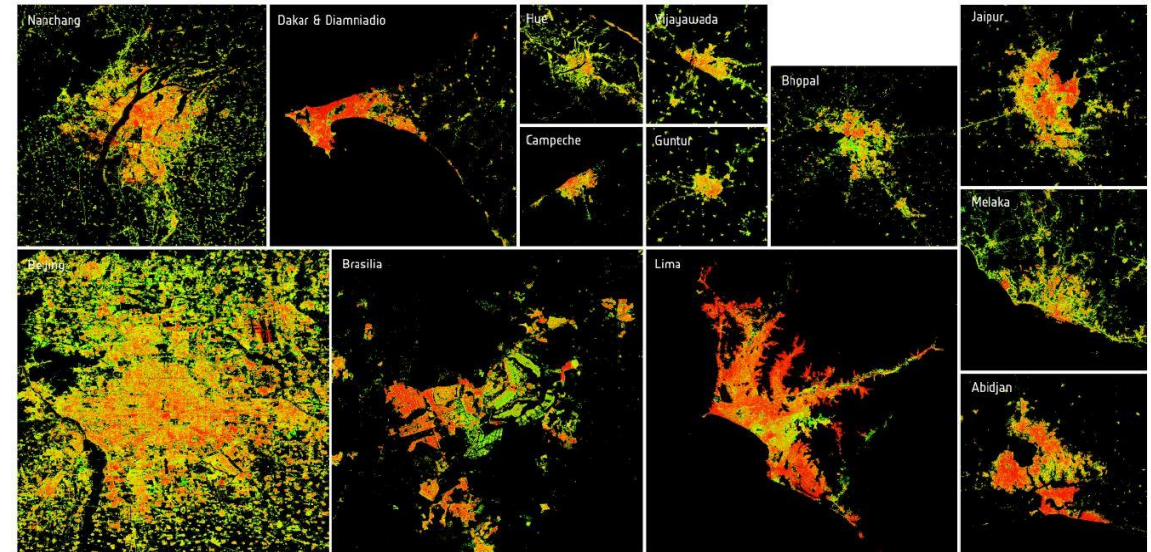 Nanchang
Dakar & Diamniadio
Hue
Vijayawada
Jaipur
Bhopal
Campeche
Guntur
Melaka
Beijing
Brasilia
Lima
Abidjan